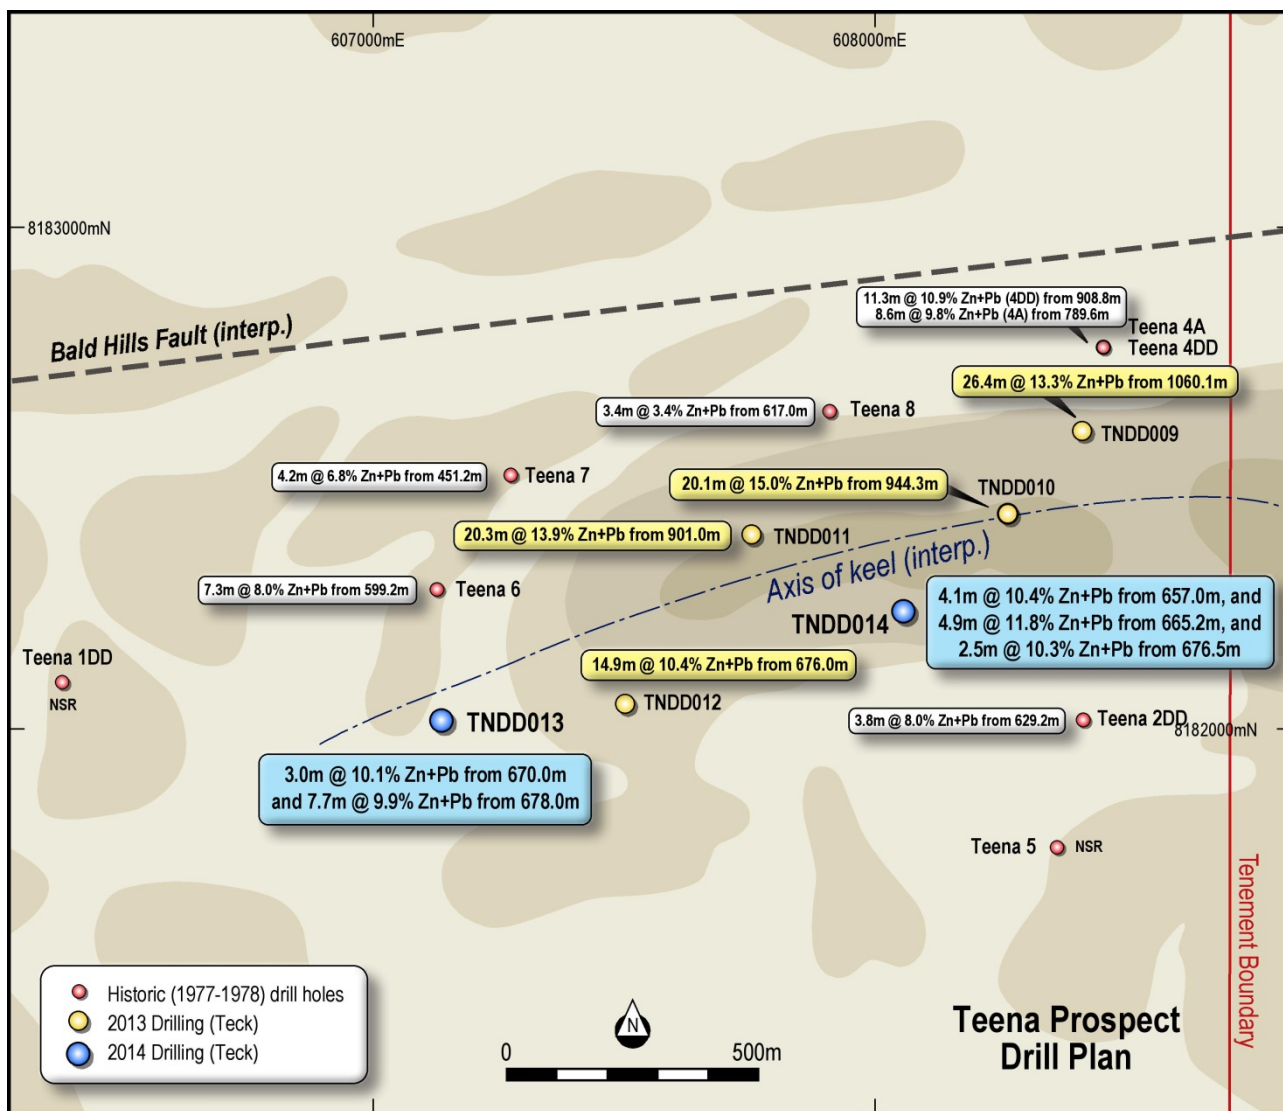 607000mE
608000mE
8183000mN
Bald Hills Fault (interp.)
11.3m @ 10.9% Zn+Pb (4DD) from 908.8m
8.6m @ 9.8% Zn+Pb (4A) from 789.6m
Teena 4A
Teena 4DD
26.4m @ 13.3% Zn+Pb from 1060.1m
TNDD009
3.4m @ 3.4% Zn+Pb from 617.0m
Teena 8
4.2m @ 6.8% Zn+Pb from 451.2m
Teena 7
20.1m @ 15.0% Zn+Pb from 944.3m
TNDD010
20.3m @ 13.9% Zn+Pb from 901.0m
TNDD011
Axis of keel (interp.)
7.3m @ 8.0% Zn+Pb from 599.2m
Teena 6
TNDD014
4.1m @ 10.4% Zn+Pb from 657.0m, and
4.9m @ 11.8% Zn+Pb from 665.2m, and
2.5m @ 10.3% Zn+Pb from 676.5m
Teena 1DD
NSR
14.9m @ 10.4% Zn+Pb from 676.0m
TNDD012
TNDD013
3.0m @ 10.1% Zn+Pb from 670.0m
and 7.7m @ 9.9% Zn+Pb from 678.0m
3.8m @ 8.0% Zn+Pb from 629.2m
Teena 2DD
8182000mN
Teena 5
NSR
Tenement Boundary
Historic (1977-1978) drill holes
2013 Drilling (Teck)
2014 Drilling (Teck)
N
0
500m
Teena Prospect
Drill Plan